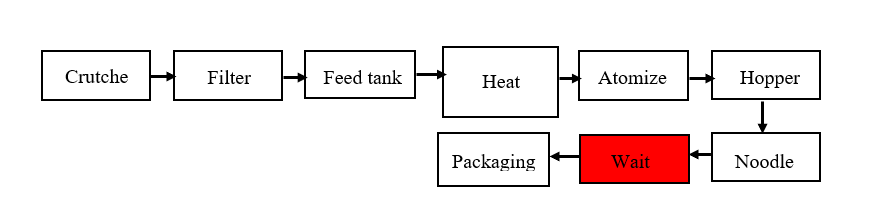 Crutche
Filter
Feed tank
Heat
Atomize
Hopper
Packaging
Wait
Noodle